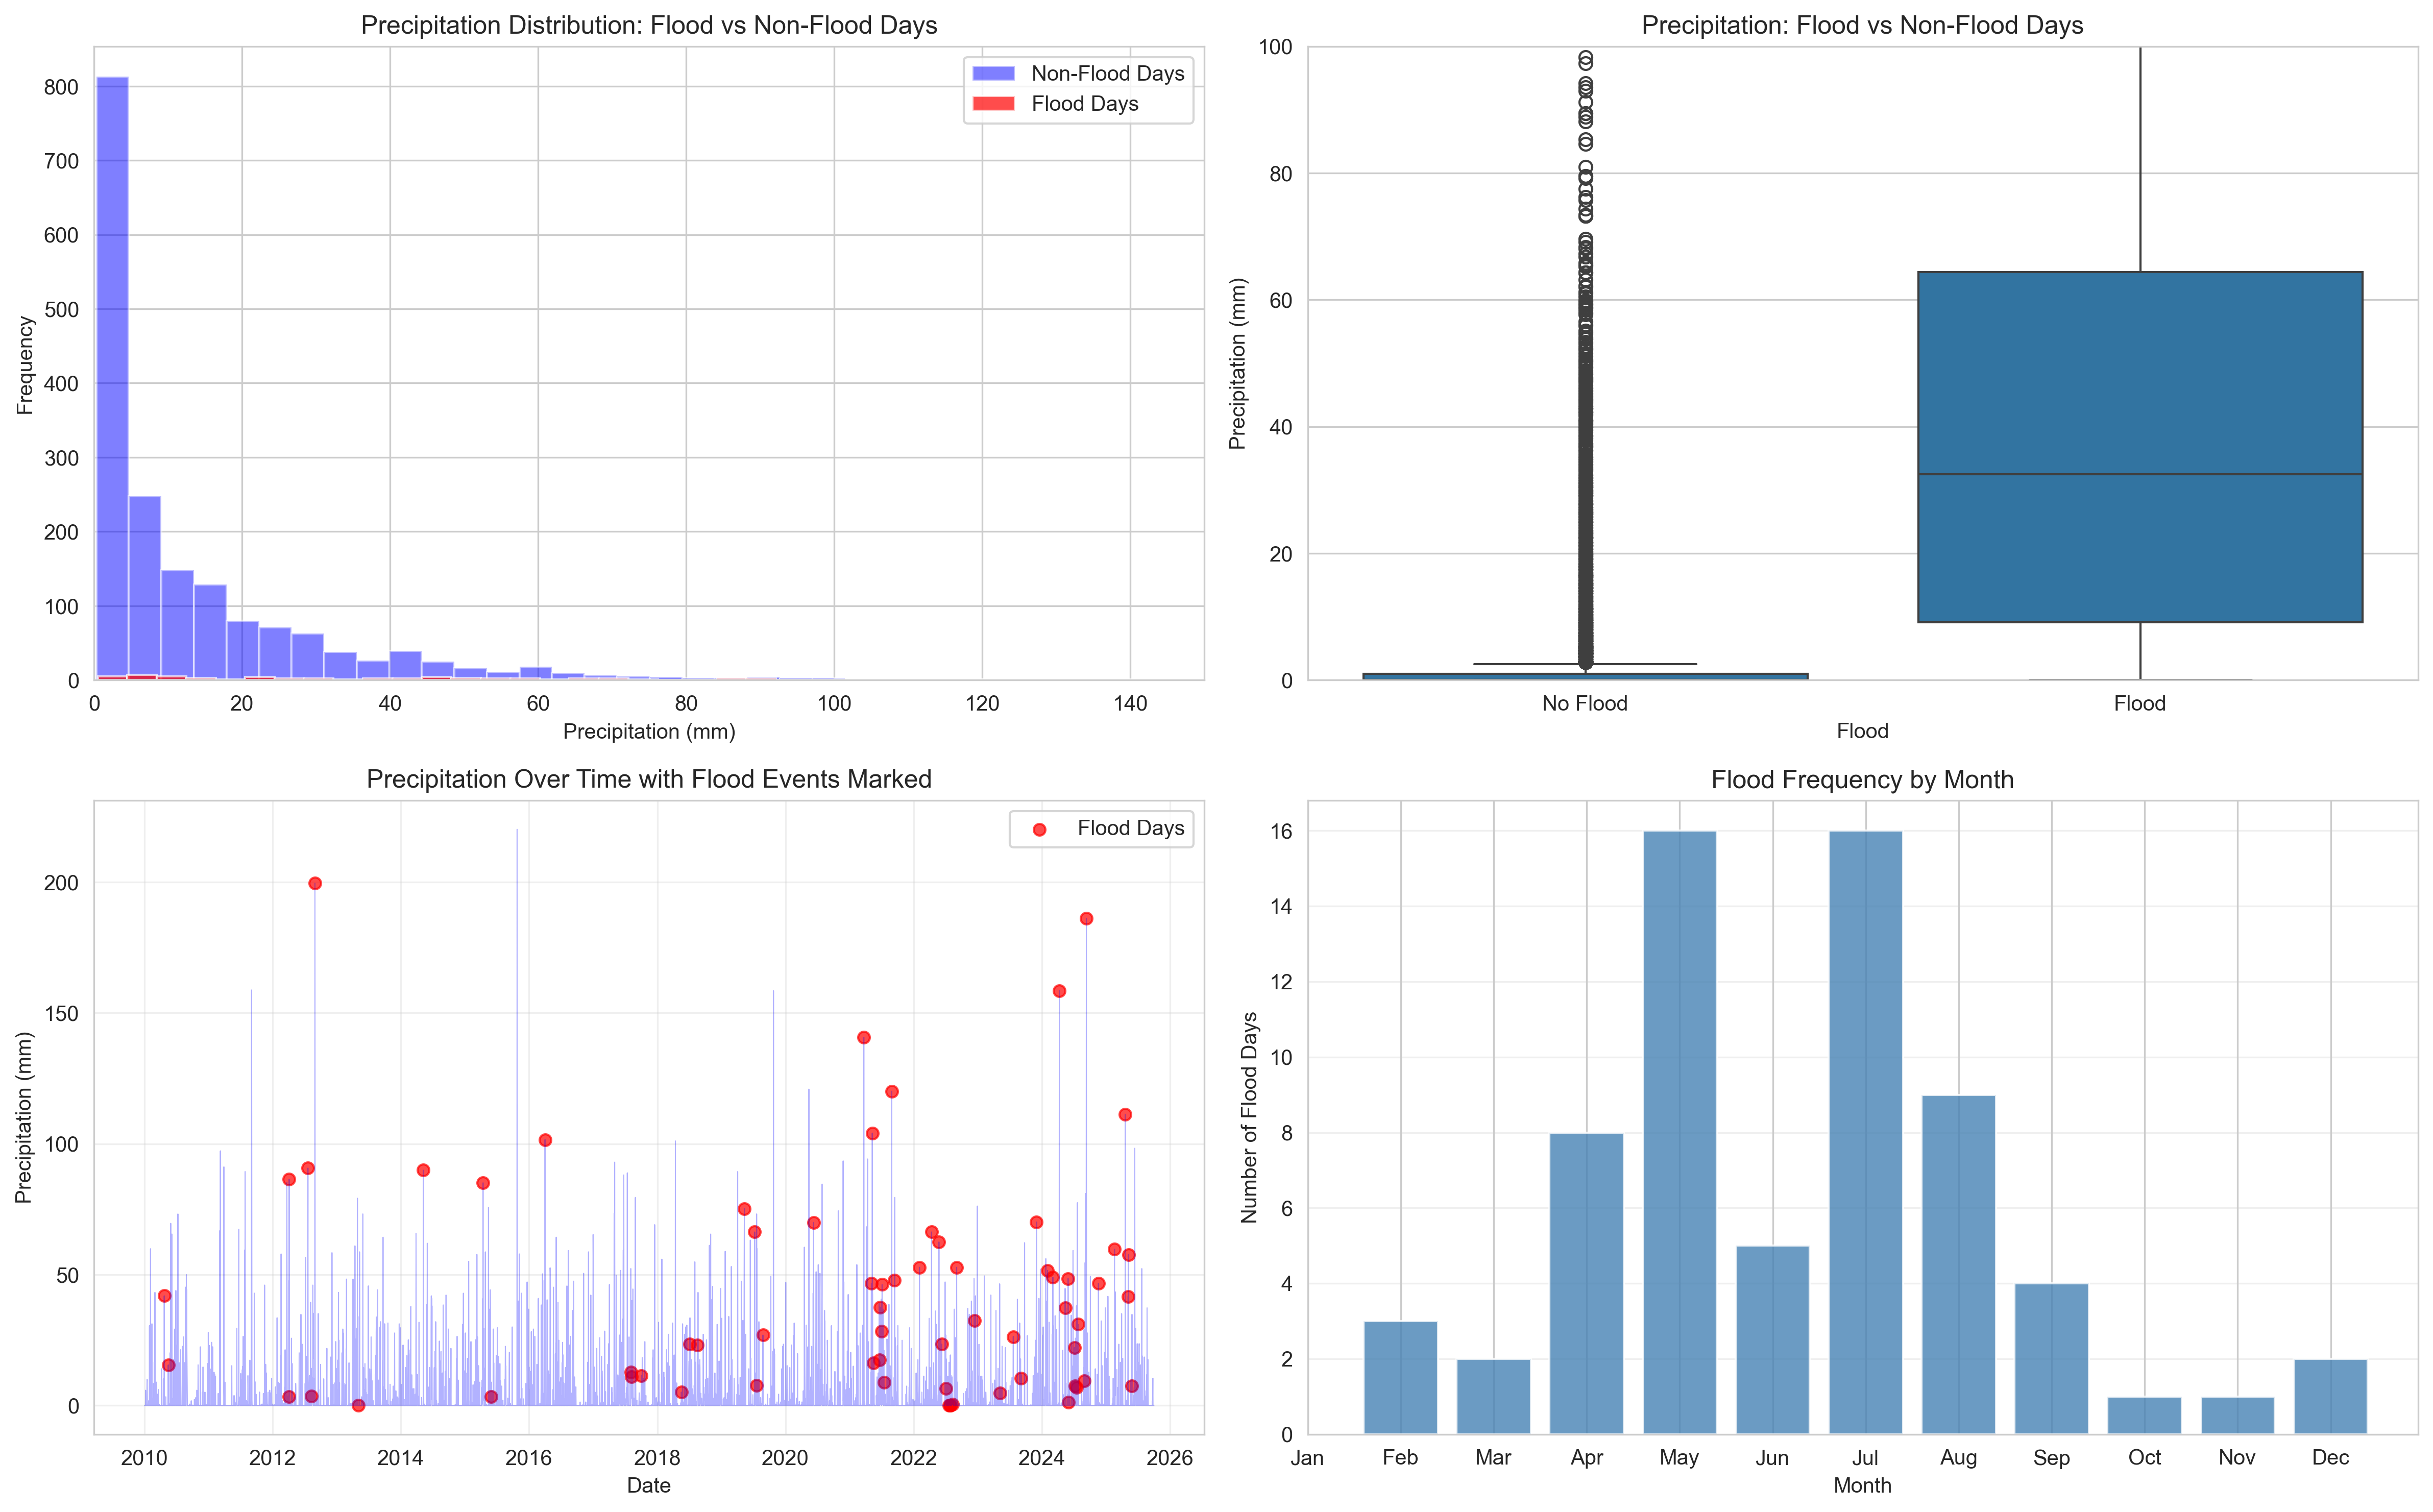 Precipitation Distribution: Flood vs Non-Flood Days
Non-Flood Days
Flood Days
Frequency
800
700
600
500
400
300
200
100
0
0 20 40 60 80 100 120 140
Precipitation (mm)
Precipitation: Flood vs Non-Flood Days
Precipitation (mm)
100
80
60
40
20
0
No Flood Flood
Flood
Precipitation Over Time with Flood Events Marked
Flood Days
Precipitation (mm)
200
150
100
50
0
2010 2012 2014 2016 2018 2020 2022 2024 2026
Date
Flood Frequency by Month
Number of Flood Days
16
14
12
10
8
6
4
2
0
Jan Feb Mar Apr May Jun Jul Aug Sep Oct Nov Dec
Month